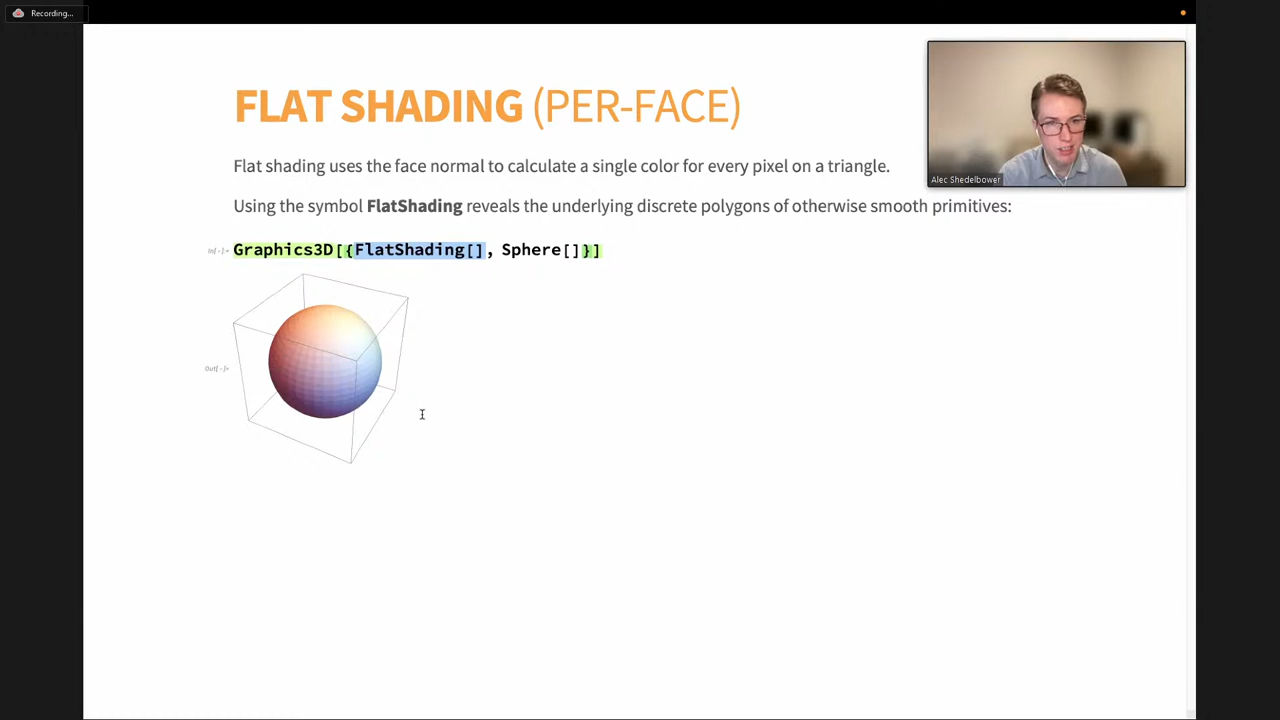 Recording...
FLAT SHADING (PER-FACE)
Flat shading uses the face normal to calculate a single color for every pixel on a triangle.
Alec Shedelbower
Using the symbol FlatShading reveals the underlying discrete polygons of otherwise smooth primitives:
In[-]:= Graphics3D[{FlatShading[], Sphere[]}]
Out[-]=